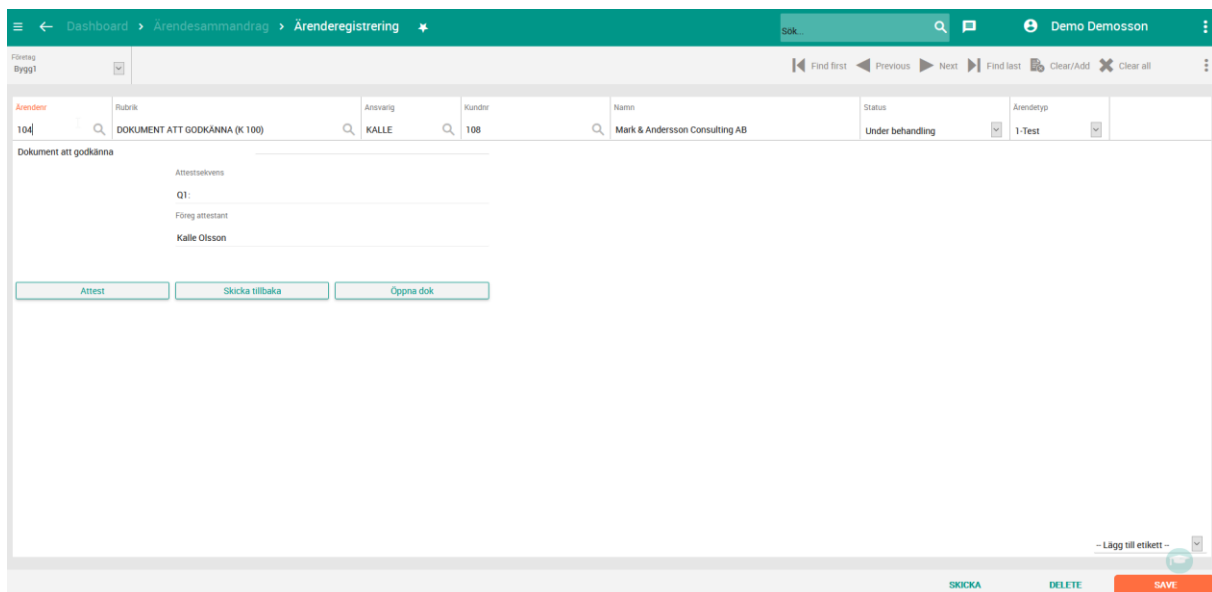 Dashboard > Ärendesammandrag > Ärenderegistrering
Sök...
Demo Demosson
Företag
Bygg1
Find first Previous Next Find last Clear/Add Clear all
Ärendenr Rubrik Ansvarig Kundnr Namn Status Ärendetyp
104 DOKUMENT ATT GODKÄNNA (K 100) KALLE 108 Mark & Andersson Consulting AB Under behandling 1-Test
Dokument att godkänna
Attestsekvens
Q1:
Föreg attestant
Kalle Olsson
Attest Skicka tillbaka Öppna dok
-- Lägg till etikett --
SKICKA DELETE SAVE